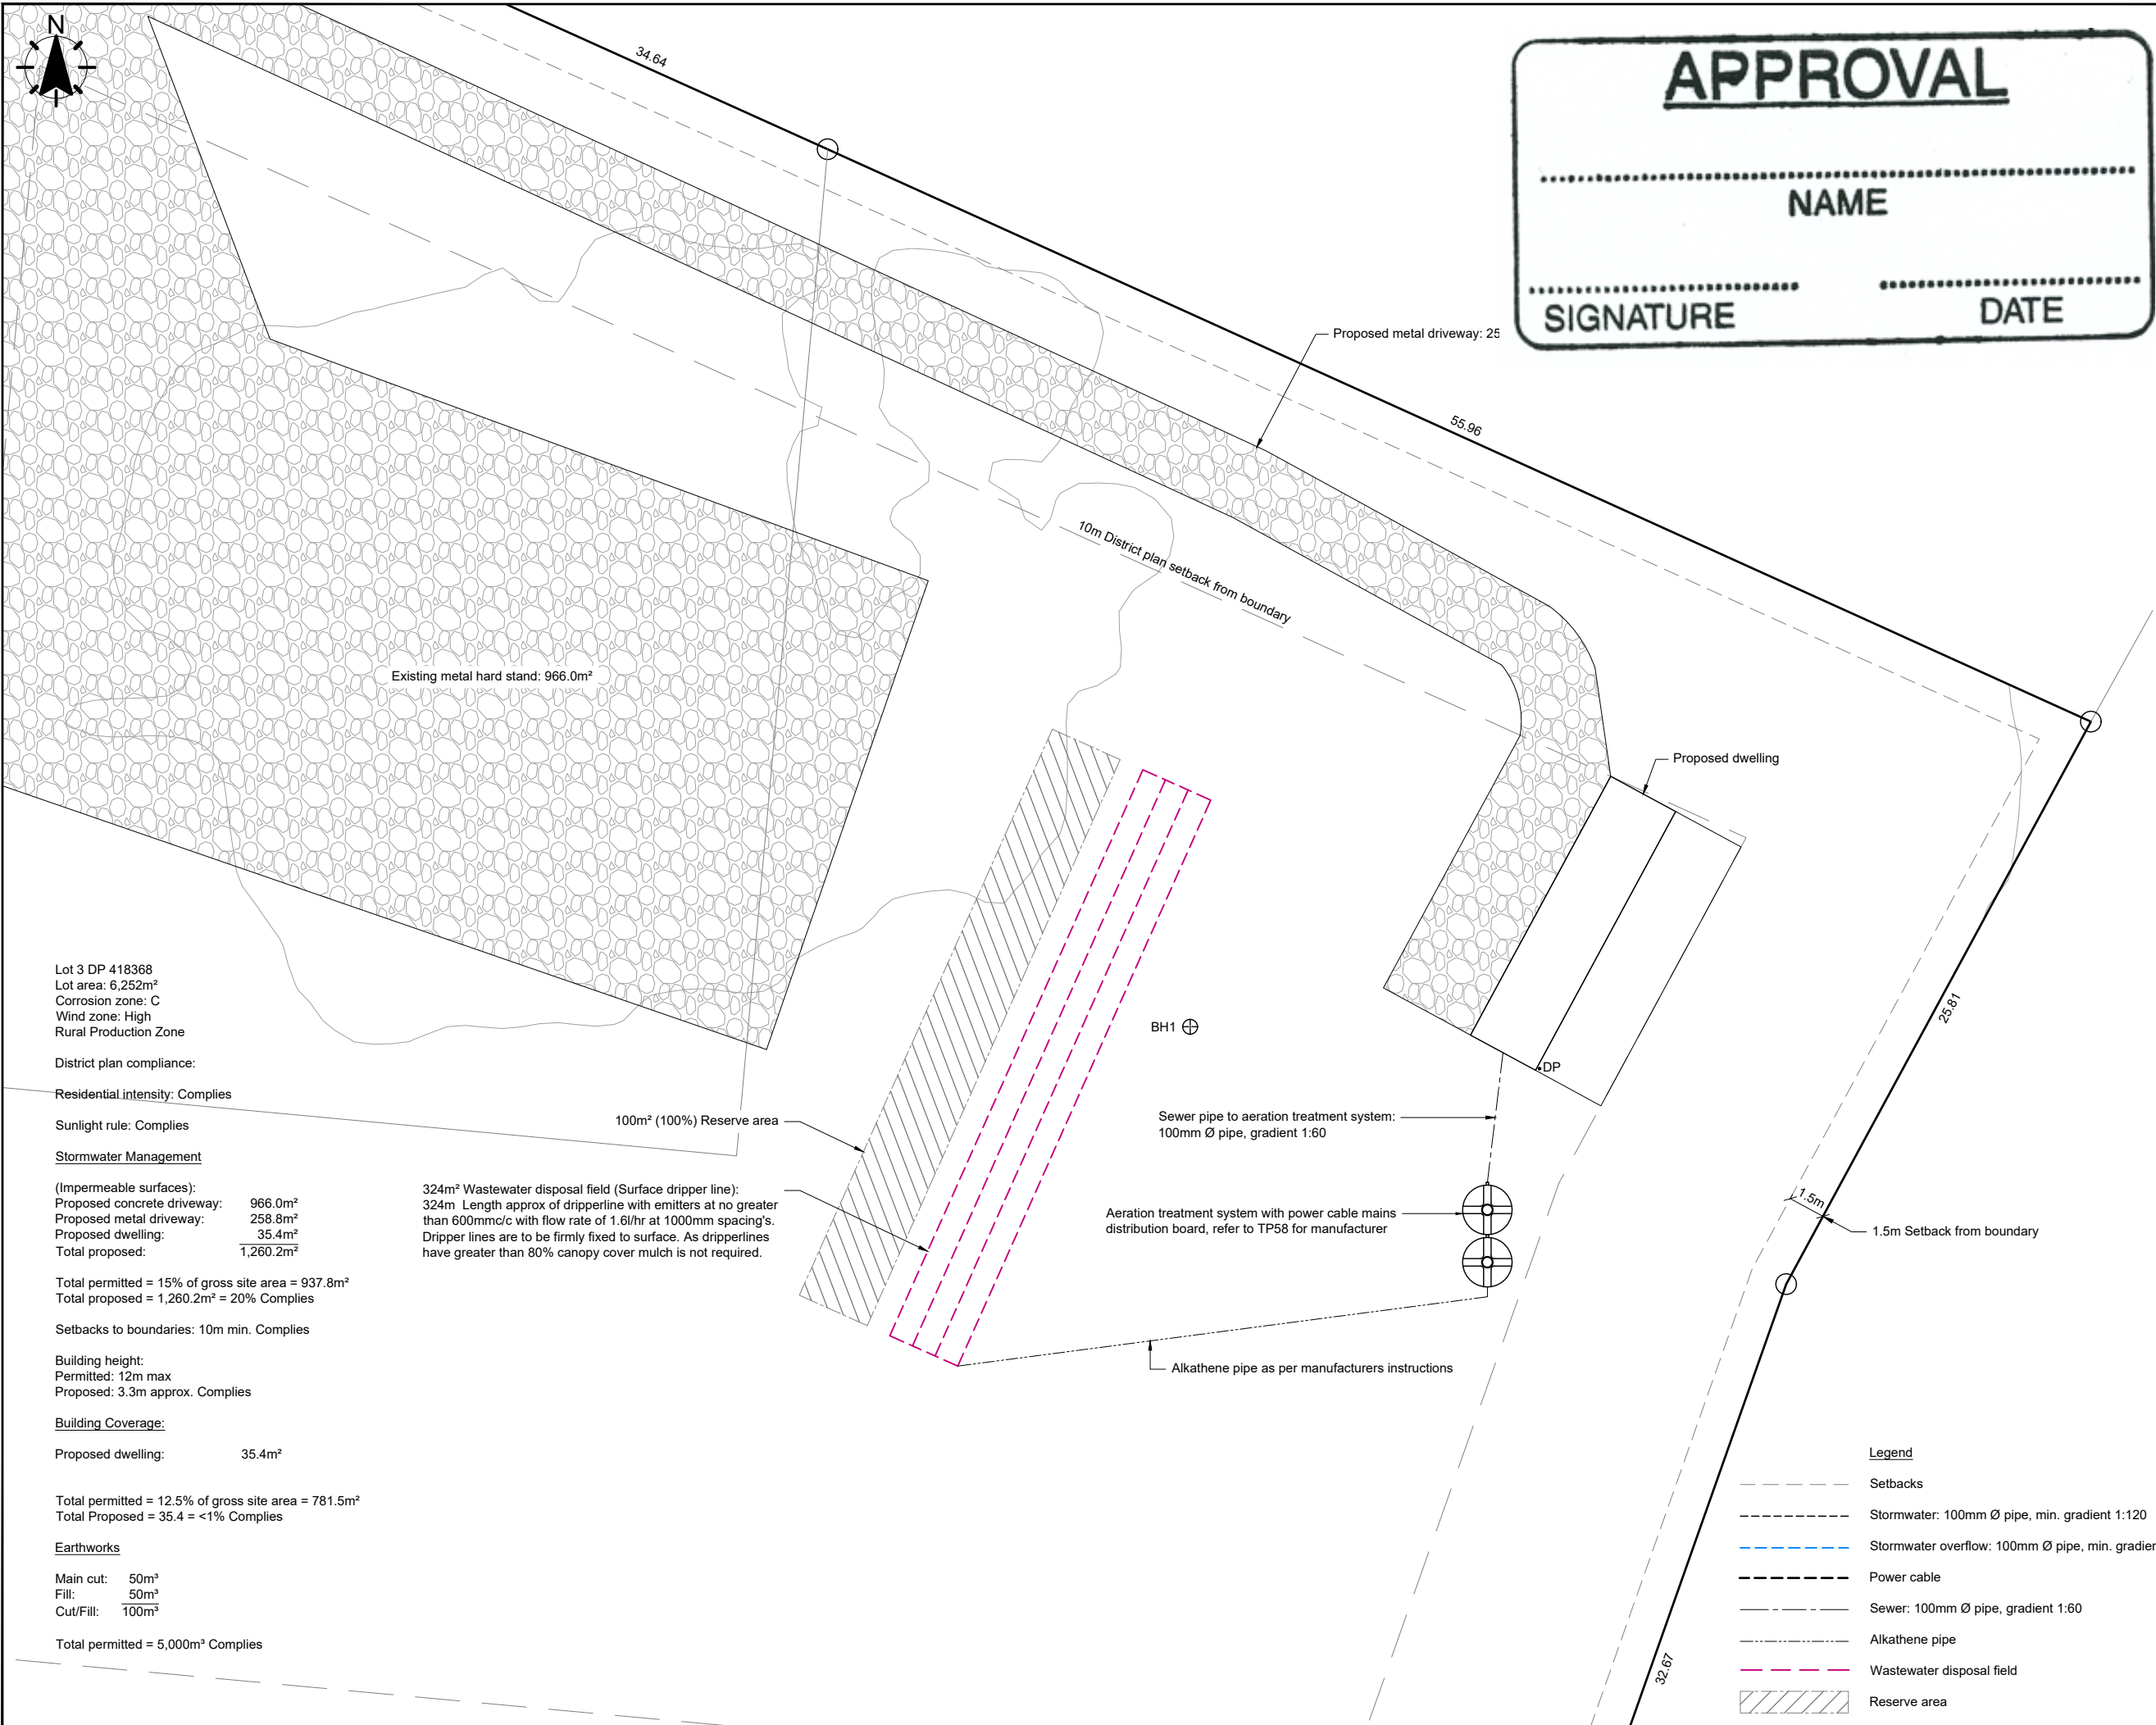 N
34.64
APPROVAL
NAME
SIGNATURE DATE
Proposed metal driveway: 25
55.96
10m District plan setback from boundary
Existing metal hard stand: 966.0m²
Proposed dwelling
BH1
DP
25.81
Lot 3 DP 418368
Lot area: 6,252m²
Corrosion zone: C
Wind zone: High
Rural Production Zone
District plan compliance:
Residential intensity: Complies
Sunlight rule: Complies
Stormwater Management
(Impermeable surfaces):
Proposed concrete driveway: 966.0m²
Proposed metal driveway: 258.8m²
Proposed dwelling: 35.4m²
Total proposed: 1,260.2m²
Total permitted = 15% of gross site area = 937.8m²
Total proposed = 1,260.2m² = 20% Complies
Setbacks to boundaries: 10m min. Complies
Building height:
Permitted: 12m max
Proposed: 3.3m approx. Complies
Building Coverage:
Proposed dwelling: 35.4m²
Total permitted = 12.5% of gross site area = 781.5m²
Total Proposed = 35.4 = <1% Complies
Earthworks
Main cut: 50m³
Fill: 50m³
Cut/Fill: 100m³
Total permitted = 5,000m³ Complies
100m² (100%) Reserve area
324m² Wastewater disposal field (Surface dripper line):
324m Length approx of dripperline with emitters at no greater
than 600mmc/c with flow rate of 1.6l/hr at 1000mm spacing's.
Dripper lines are to be firmly fixed to surface. As dripperlines
have greater than 80% canopy cover mulch is not required.
Sewer pipe to aeration treatment system:
100mm Ø pipe, gradient 1:60
Aeration treatment system with power cable mains
distribution board, refer to TP58 for manufacturer
Alkathene pipe as per manufacturers instructions
1.5m
1.5m Setback from boundary
32.67
Legend
Setbacks
Stormwater: 100mm Ø pipe, min. gradient 1:120
Stormwater overflow: 100mm Ø pipe, min. gradier
Power cable
Sewer: 100mm Ø pipe, gradient 1:60
Alkathene pipe
Wastewater disposal field
Reserve area